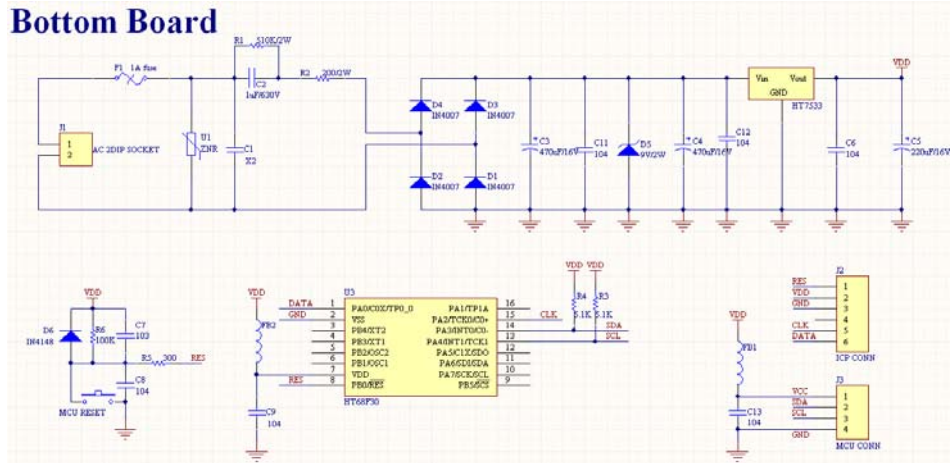 Bottom Board
R1 510K/2W
F1 1A fuse
C2
1uF/630V
R2 200/2W
J1
1
2
AC 2DIP SOCKET
U1
ZNR
C1
X2
D4
IN4007
D3
IN4007
D2
IN4007
D1
IN4007
C3
470uF/16V
C11
104
D5
9V/2W
C4
470uF/16V
C12
104
Vin Vout
GND
HT7533
VDD
C6
104
C5
220uF/16V
VDD
D6
IN4148
R6
100K
C7
103
R5 300 RES
C8
104
MCU RESET
VDD
FB2
C9
104
U3
DATA 1 PA0/C0X/TP0_0 PA1/TP1A 16
GND 2 VSS PA2/TCK0/C0+ 15 CLK
3 PB4/XT2 PA3/INT0/C0- 14 SDA
4 PB3/XT1 PA4/INT1/TCK1 13 SCL
5 PB2/OSC2 PA5/C1X/SDO 12
6 PB1/OSC1 PA6/SDI/SDA 11
7 VDD PA7/SCK/SCL 10
RES 8 PB0/RES PB5/SCS 9
HT68F30
VDD VDD
R4
5.1K
R3
5.1K
J2
RES 1
VDD 2
GND 3
4
CLK 5
DATA 6
ICP CONN
VDD
FD1
C13
104
J3
VCC 1
SDA 2
SCL 3
GND 4
MCU CONN